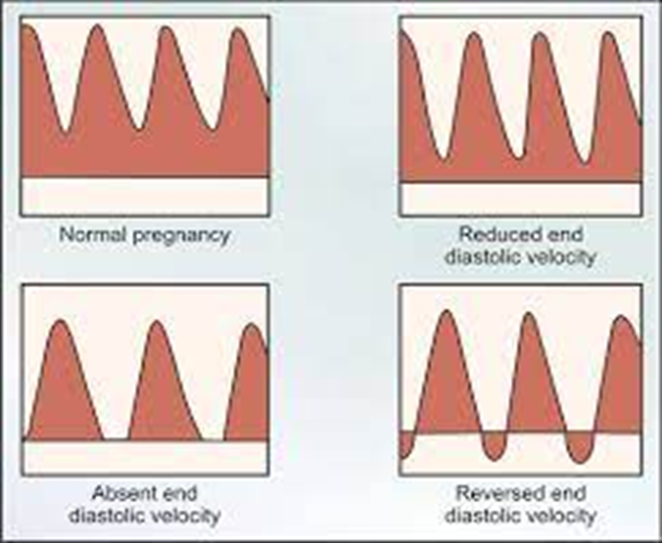 Normal pregnancy
Reduced end
diastolic velocity
Absent end
diastolic velocity
Reversed end
diastolic velocity